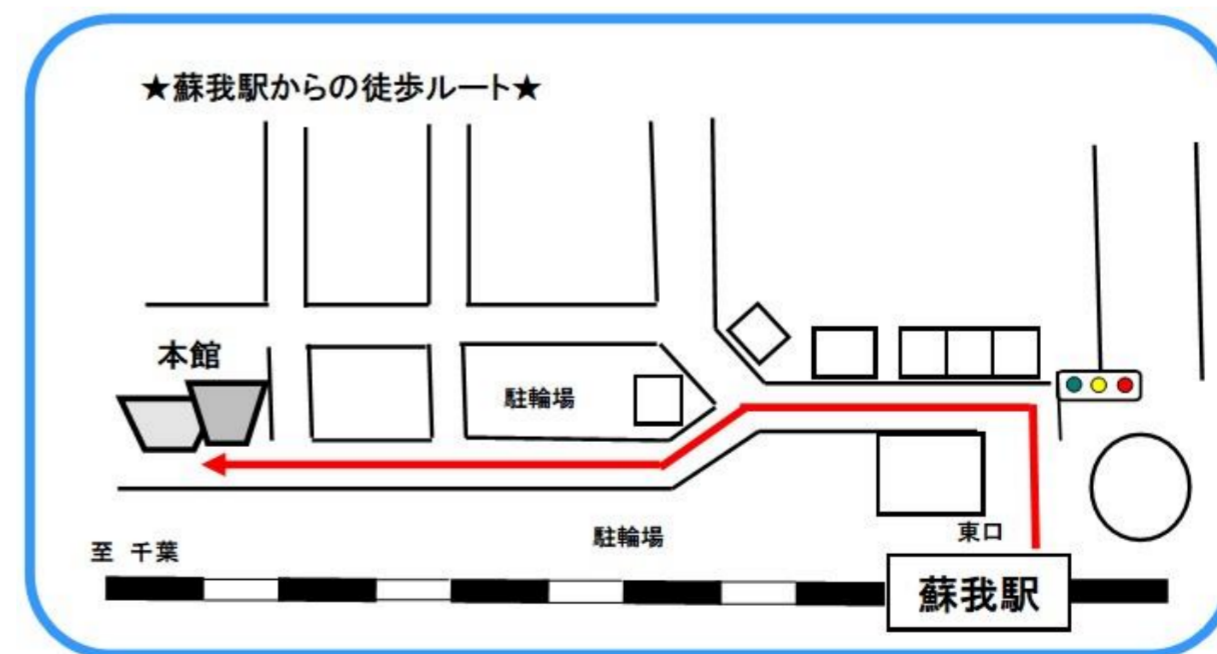 ★蘇我駅からの徒歩ルート★
本館
駐輪場
駐輪場
東口
至 千葉
蘇我駅